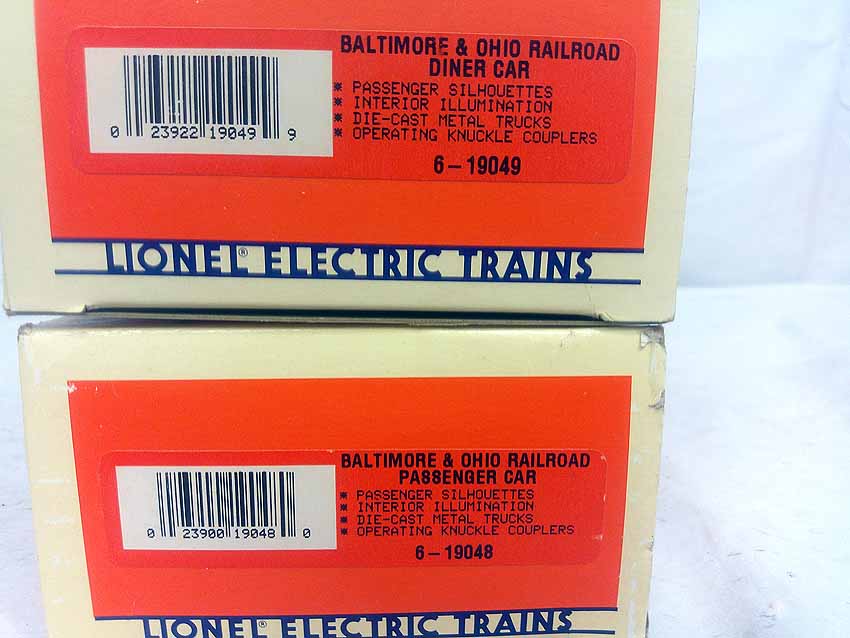 BALTIMORE & OHIO RAILROAD
DINER CAR
* PASSENGER SILHOUETTES
* INTERIOR ILLUMINATION
* DIE-CAST METAL TRUCKS
* OPERATING KNUCKLE COUPLERS
6-19049
0 23922 19049 9
LIONEL® ELECTRIC TRAINS
BALTIMORE & OHIO RAILROAD
PASSENGER CAR
* PASSENGER SILHOUETTES
* INTERIOR ILLUMINATION
* DIE-CAST METAL TRUCKS
* OPERATING KNUCKLE COUPLERS
6-19048
0 23900 19048 0
LIONEL® ELECTRIC TRAINS